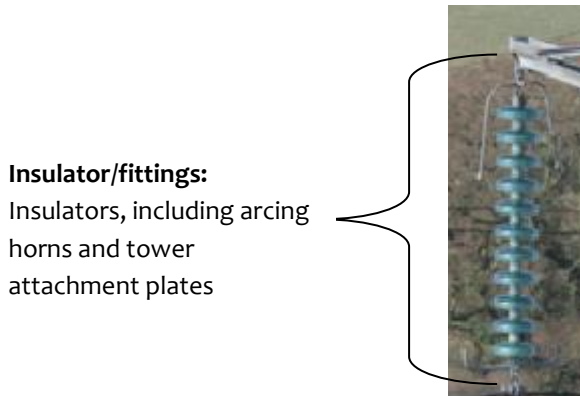 Insulator/fittings:
Insulators, including arcing
horns and tower
attachment plates